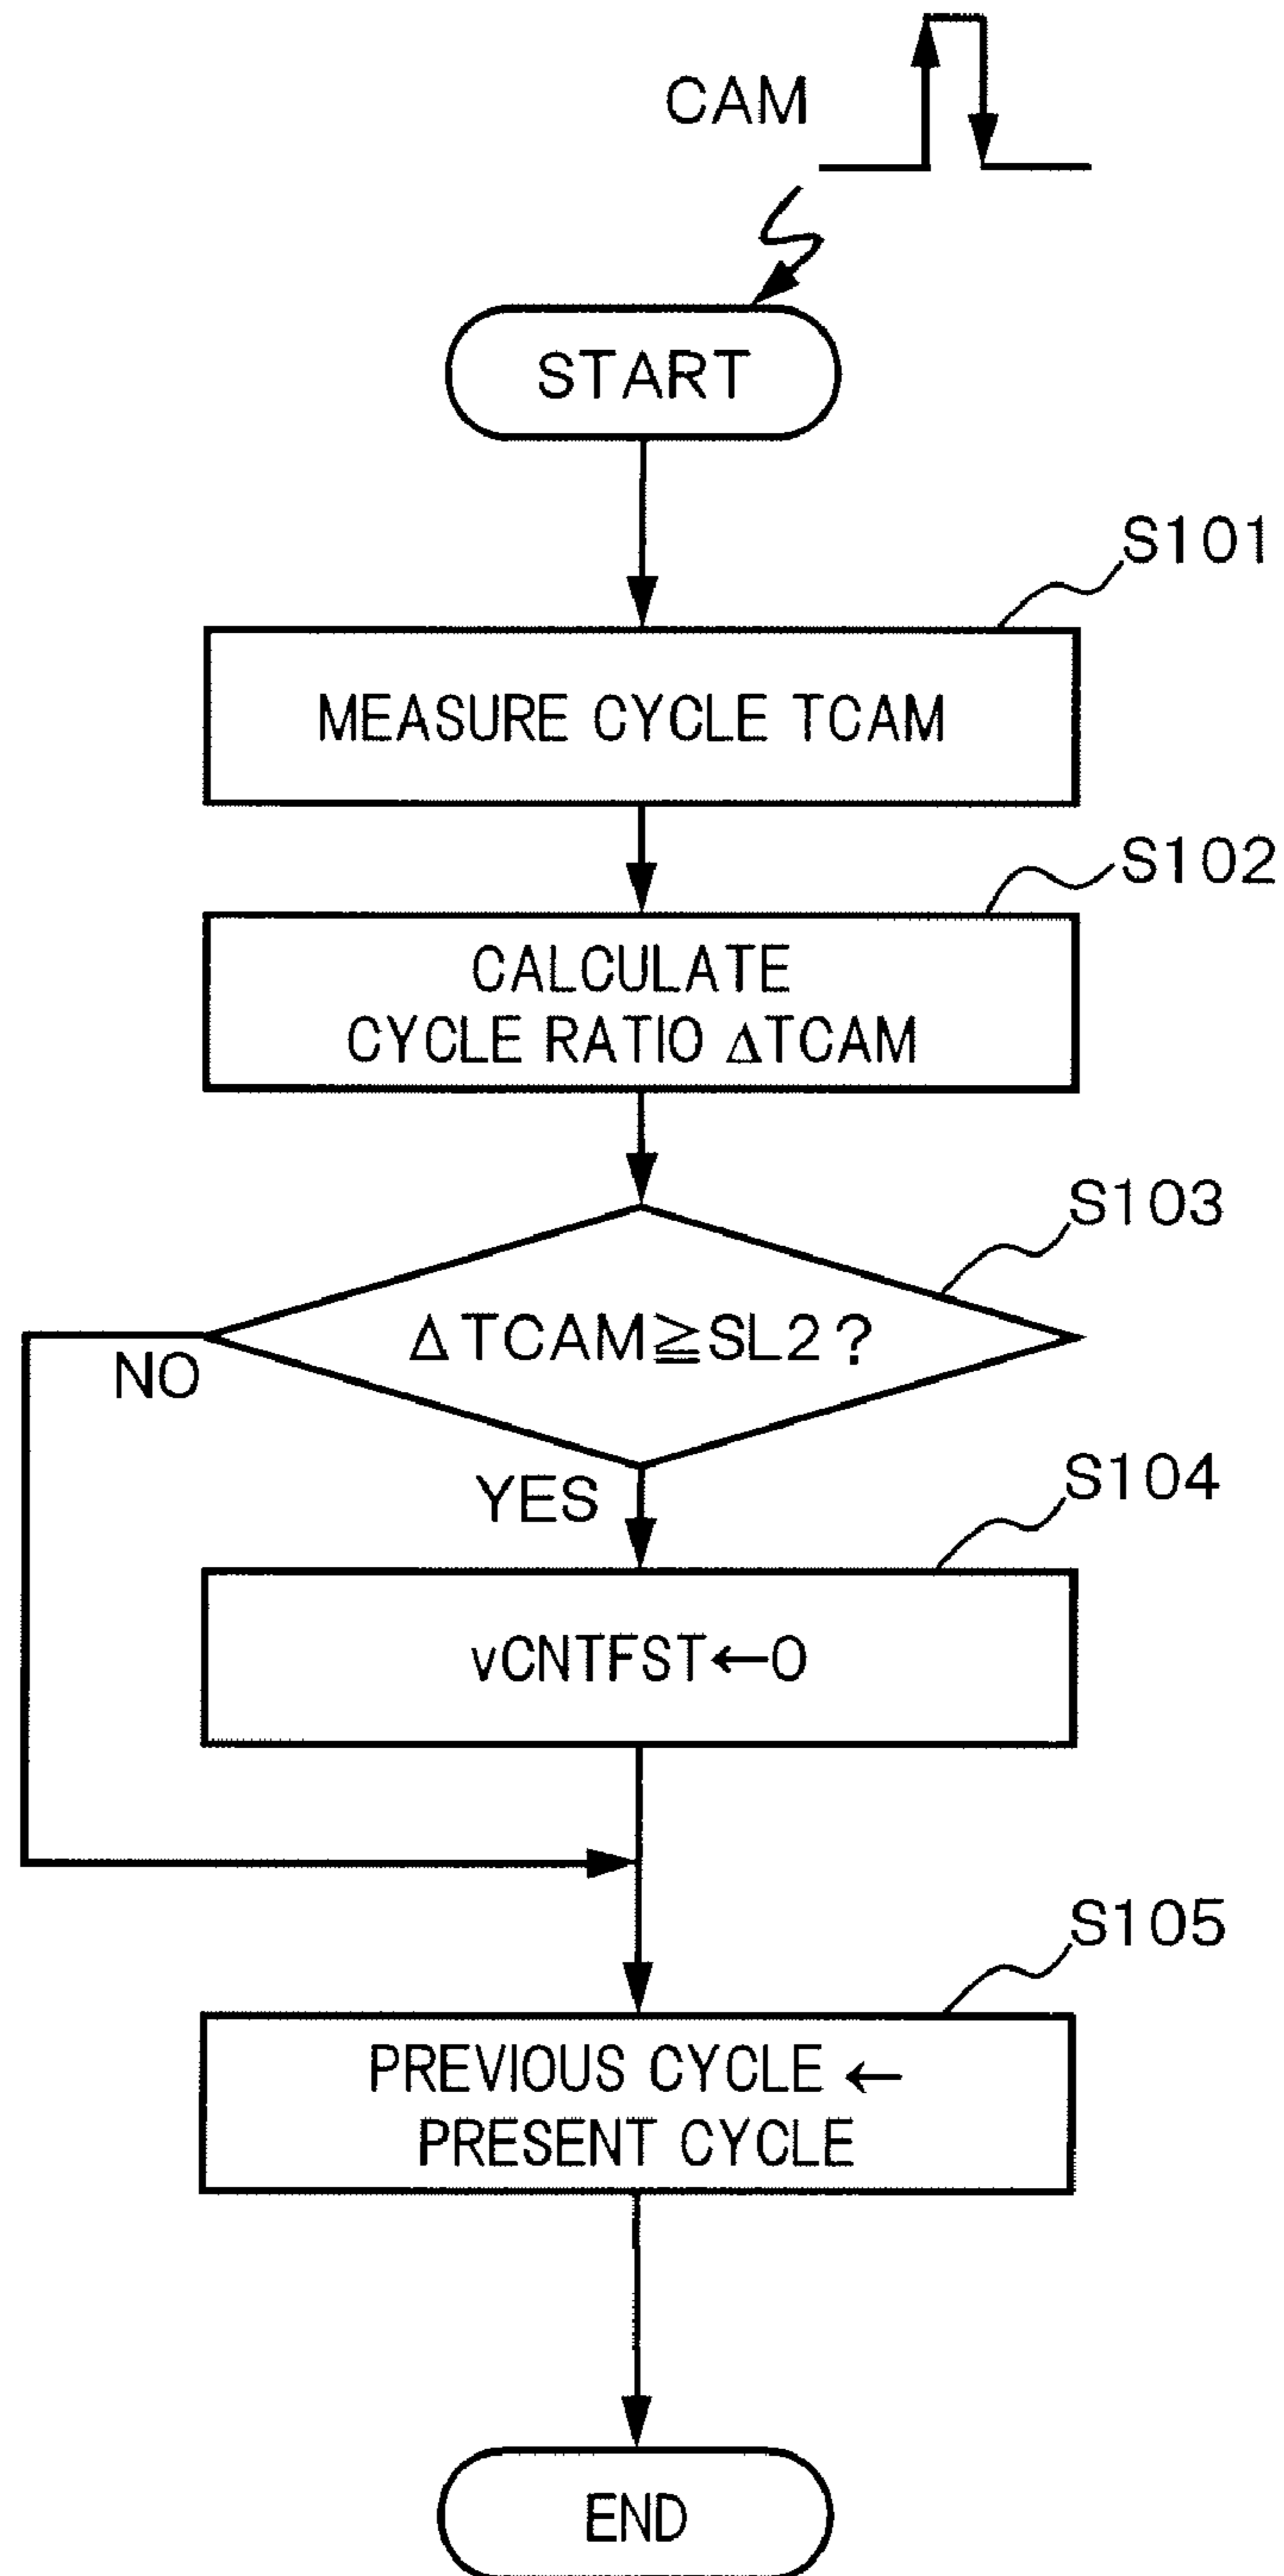 CAM
START
S101
MEASURE CYCLE TCAM
S102
CALCULATE
CYCLE RATIO ΔTCAM
S103
ΔTCAM≧SL2?
NO
YES
S104
vCNTFST←0
S105
PREVIOUS CYCLE ←
PRESENT CYCLE
END